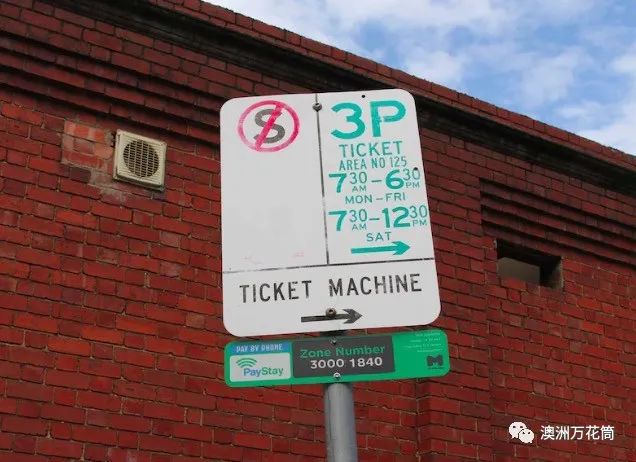 S
3P
TICKET
AREA NO 125
7 30 AM – 6 30 PM
MON – FRI
7 30 AM – 12 30 PM
SAT
TICKET MACHINE
PAY BY PHONE
PayStay
Zone Number
3000 1840
M
澳洲万花筒